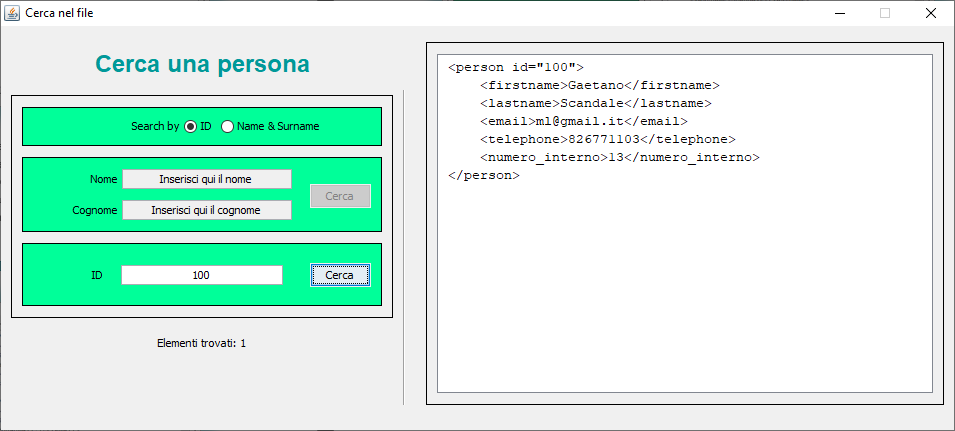 Cerca nel file
Cerca una persona
Search by ID Name & Surname
Nome Inserisci qui il nome
Cerca
Cognome Inserisci qui il cognome
ID 100 Cerca
Elementi trovati: 1
<person id="100">
    <firstname>Gaetano</firstname>
    <lastname>Scandale</lastname>
    <email>ml@gmail.it</email>
    <telephone>826771103</telephone>
    <numero_interno>13</numero_interno>
</person>